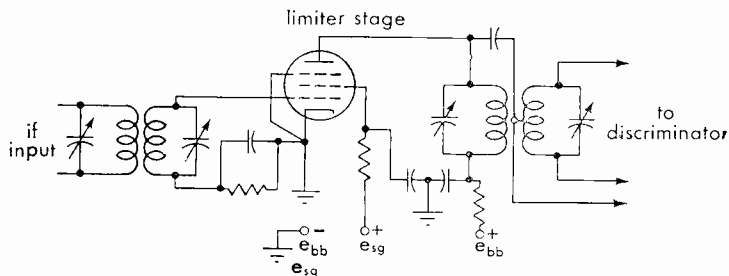 limiter stage
if
input
to
discriminator
−
e_bb
e_sg
+
e_sg
+
e_bb